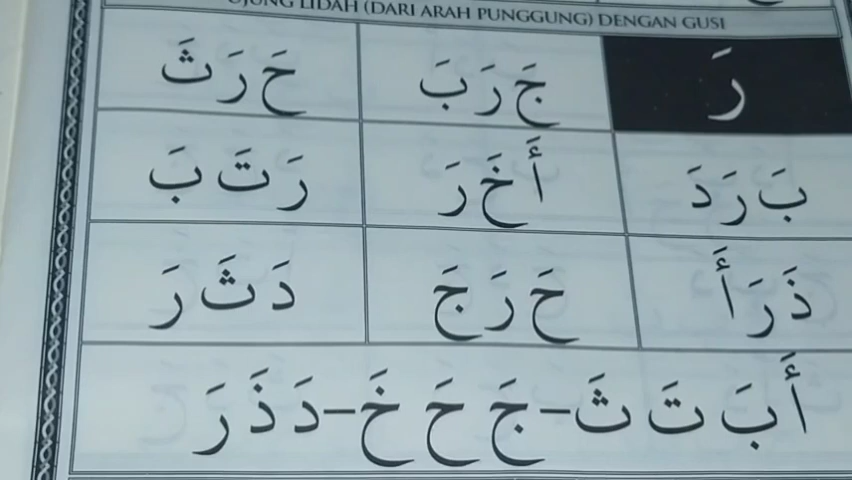 UJUNG LIDAH (DARI ARAH PUNGGUNG) DENGAN GUSI
رَ جَ رَ بَ حَ رَ ثَ
بَ رَ دَ أَ خَ رَ رَ تَ بَ
ذَ رَ أَ حَ رَ جَ دَ ثَ رَ
أَ بَ تَ ثَ – جَ حَ خَ – دَ ذَ رَ